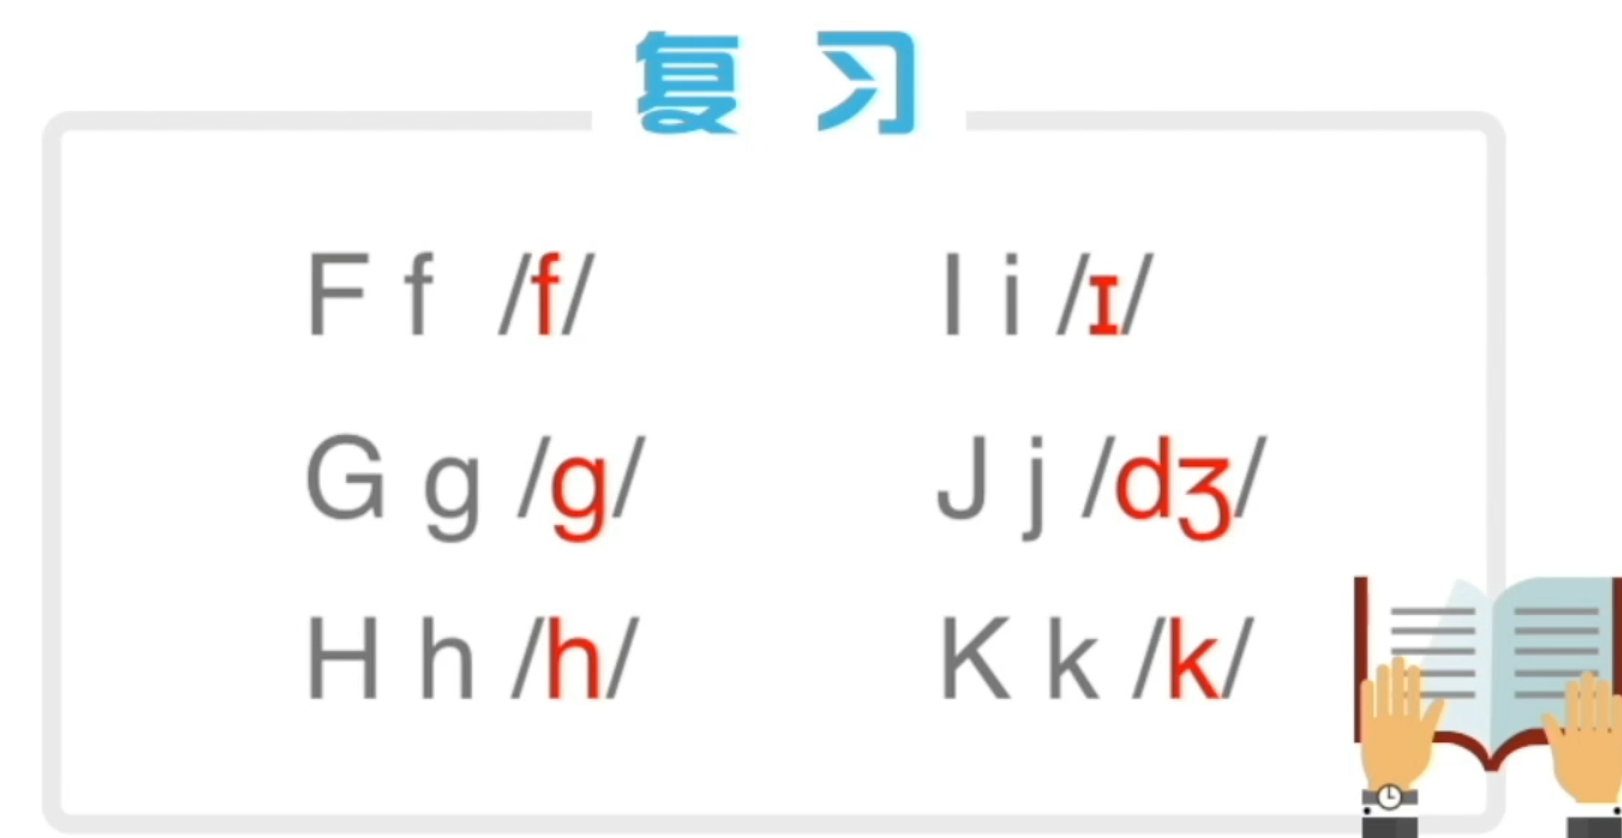 复 习
F f /f/ I i /ɪ/
G g /g/ J j /dʒ/
H h /h/ K k /k/